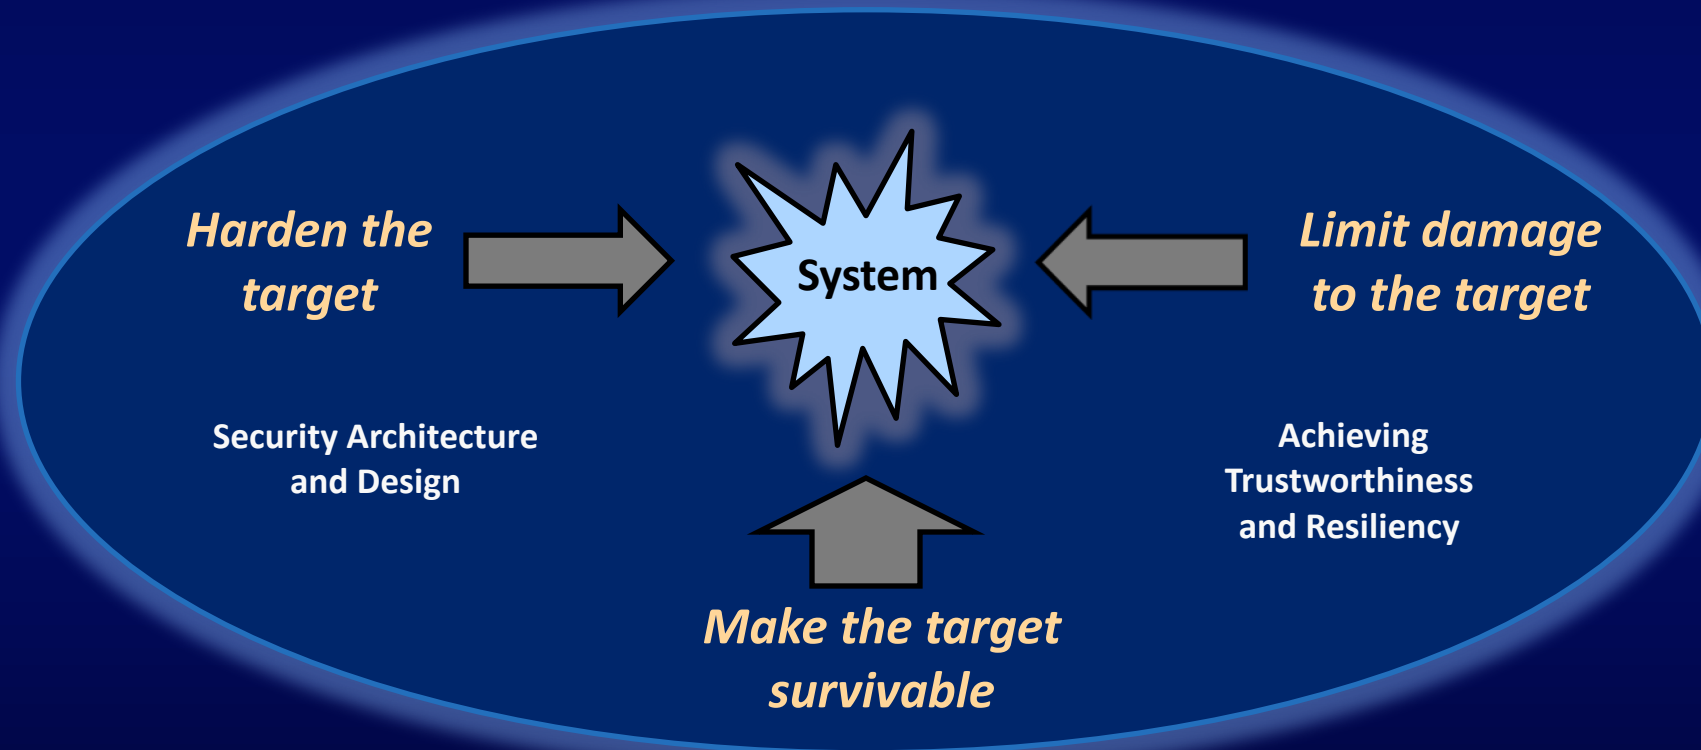 Harden the
target
System
Limit damage
to the target
Security Architecture
and Design
Achieving
Trustworthiness
and Resiliency
Make the target
survivable